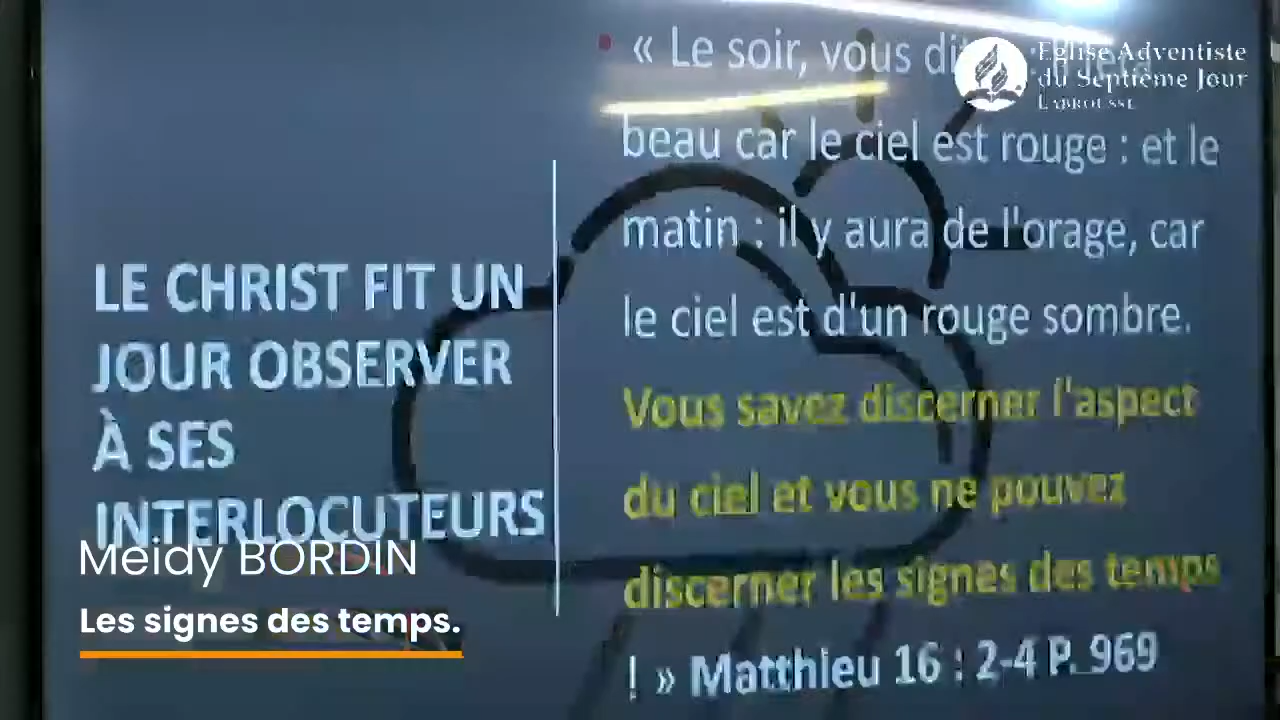 LE CHRIST FIT UN
JOUR OBSERVER
À SES
INTERLOCUTEURS
« Le soir, vous
beau car le ciel est rouge : et le
matin : il y aura de l'orage, car
le ciel est d'un rouge sombre.
Vous savez discerner l'aspect
du ciel et vous ne pouvez
discerner les signes des temps
! » Matthieu 16 : 2-4 P. 969
Eglise Adventiste
du Septième Jour
LABROUSSE
Meidy BORDIN
Les signes des temps.